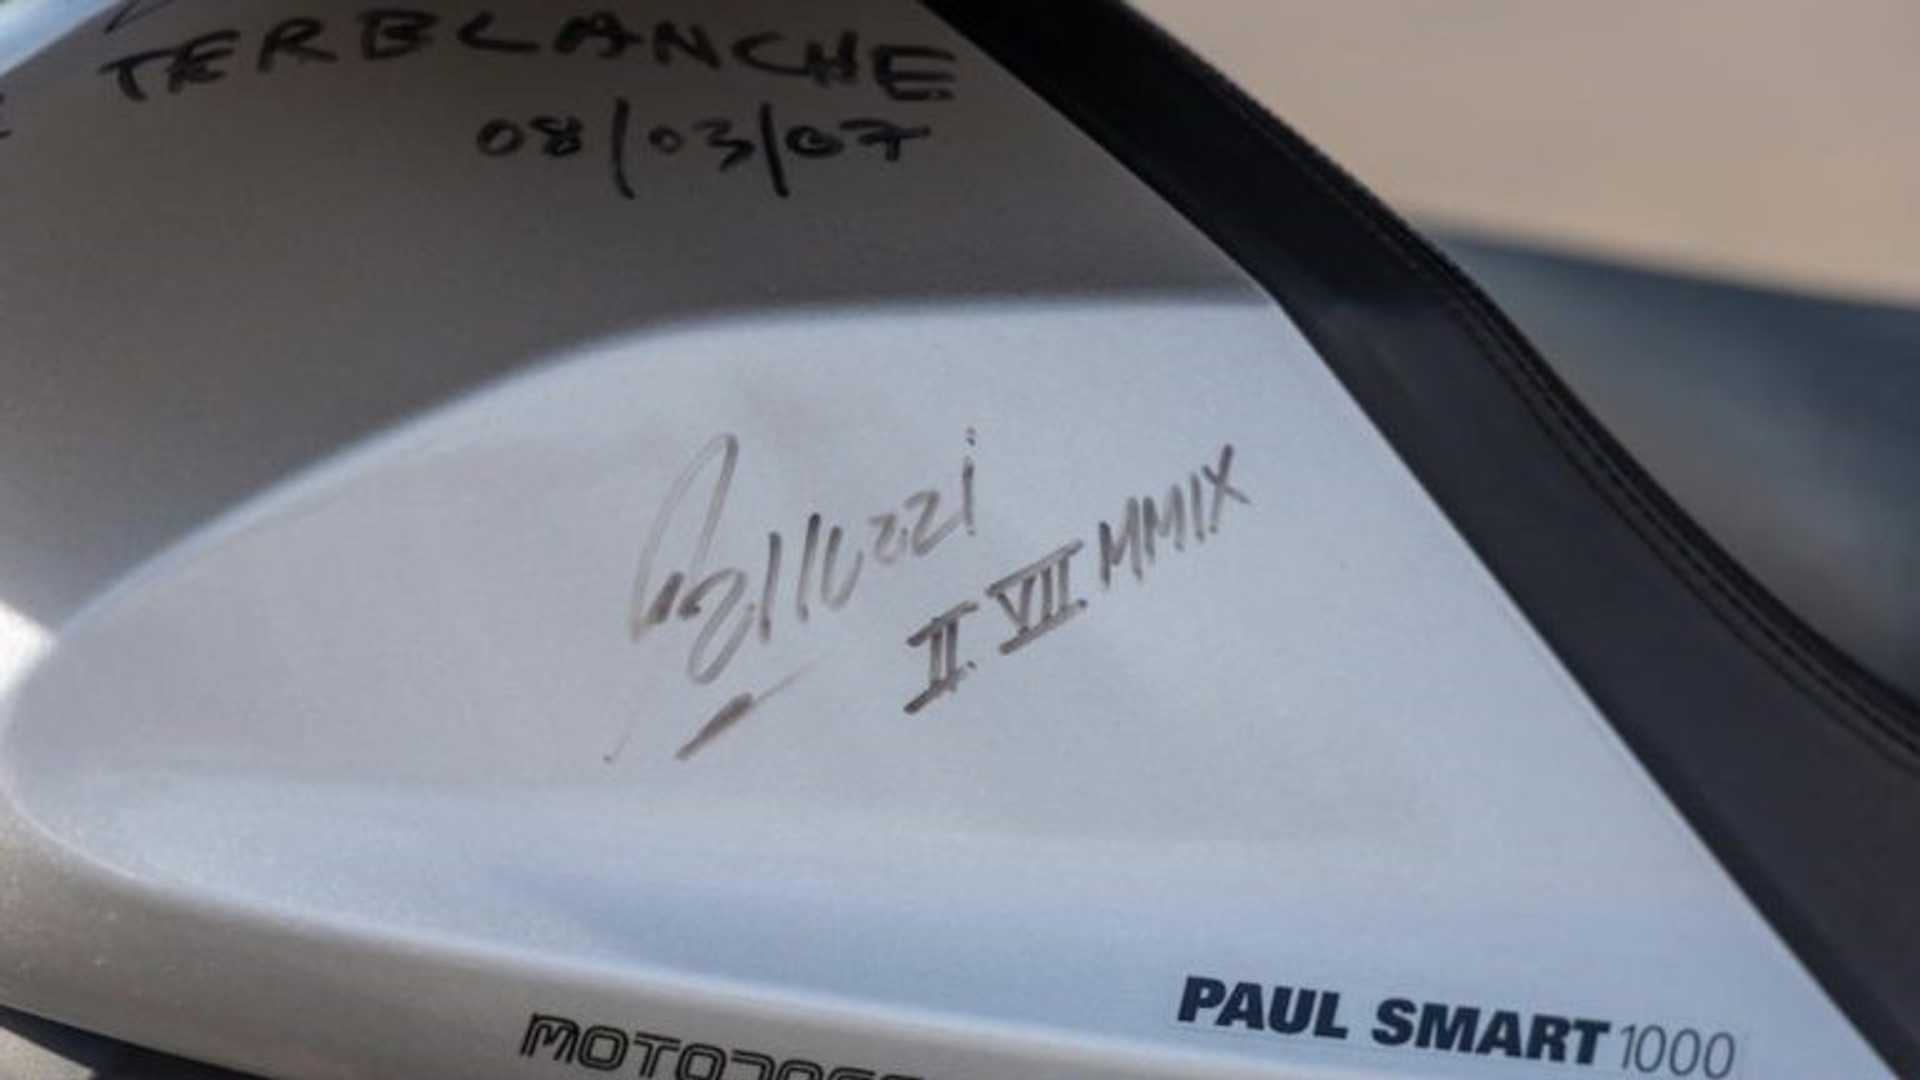 TERBLANCHE
08/03/07
II. VII. MMIX
PAUL SMART 1000